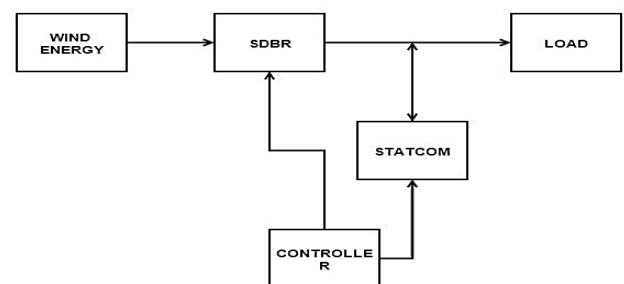 WIND
ENERGY
SDBR
LOAD
STATCOM
CONTROLLE
R